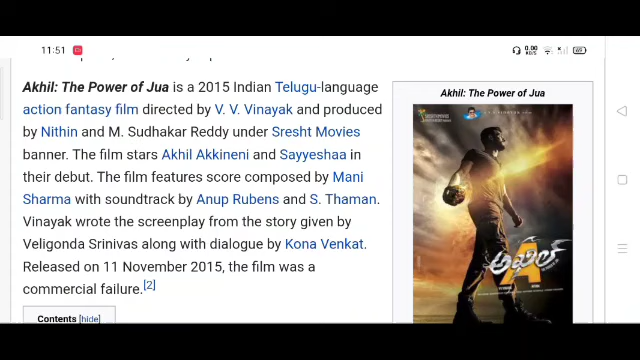 11:51
0.00
KB/S
69
Akhil: The Power of Jua is a 2015 Indian Telugu-language
action fantasy film directed by V. V. Vinayak and produced
by Nithin and M. Sudhakar Reddy under Sresht Movies
banner. The film stars Akhil Akkineni and Sayyeshaa in
their debut. The film features score composed by Mani
Sharma with soundtrack by Anup Rubens and S. Thaman.
Vinayak wrote the screenplay from the story given by
Veligonda Srinivas along with dialogue by Kona Venkat.
Released on 11 November 2015, the film was a
commercial failure.[2]
Contents [hide]
Akhil: The Power of Jua
అఖిల్